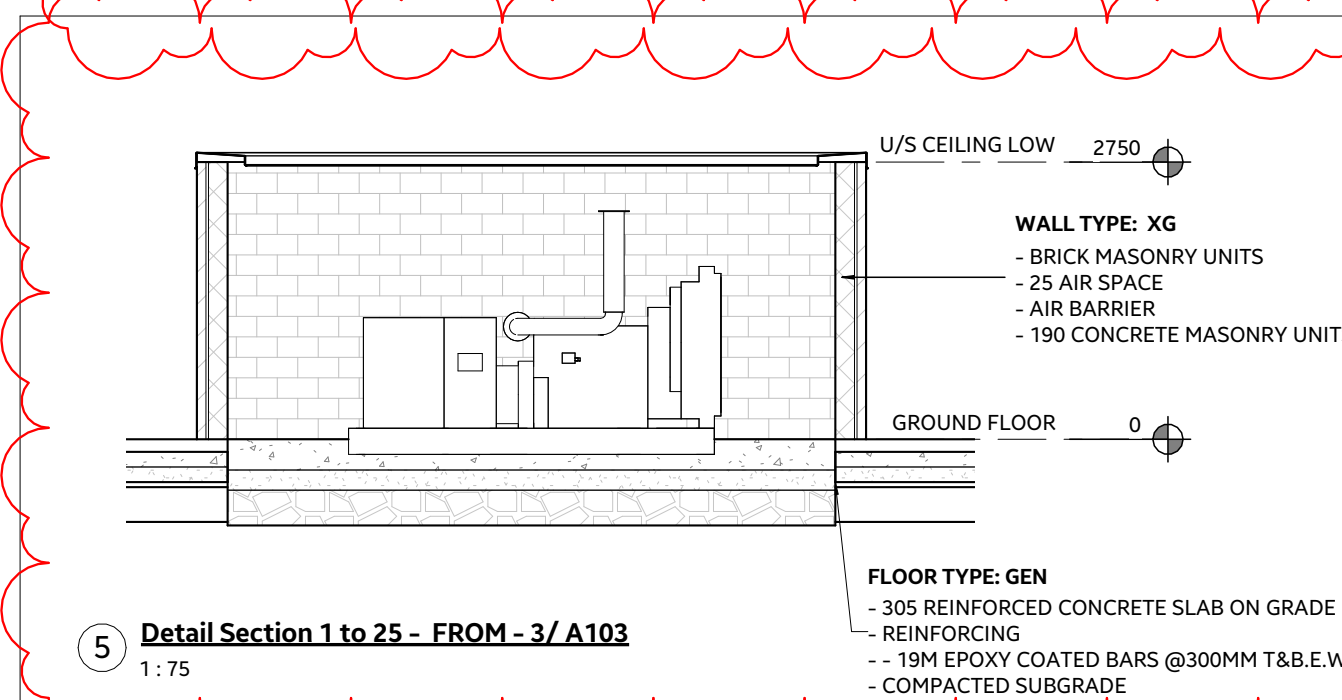 U/S CEILING LOW 2750
WALL TYPE: XG
- BRICK MASONRY UNITS
- 25 AIR SPACE
- AIR BARRIER
- 190 CONCRETE MASONRY UNIT
GROUND FLOOR 0
FLOOR TYPE: GEN
- 305 REINFORCED CONCRETE SLAB ON GRADE
- REINFORCING
- - 19M EPOXY COATED BARS @300MM T&B.E.W
- COMPACTED SUBGRADE
5 Detail Section 1 to 25 - FROM - 3/ A103
1 : 75